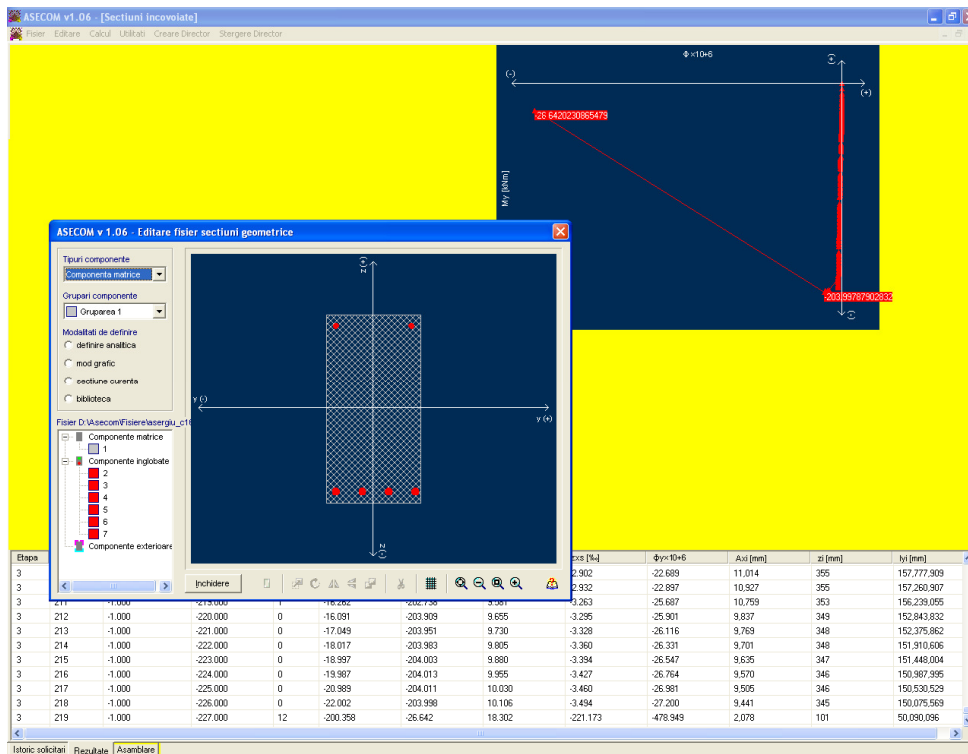 ASECOM v1.06 - [Sectiuni incovoiate]
Fisier Editare Calcul Utilitati Creare Director Stergere Director
Φ×10+6
(-)
(+)
(-)
(+)
-26.6420230865479
My [kNm]
-203.99787902832
ASECOM v 1.06 - Editare fisier sectiuni geometrice
Tipuri componente
Componenta matrice
Grupari componente
Gruparea 1
Modalitati de definire
definire analitica
mod grafic
sectiune curenta
biblioteca
Fisier D:\Asecom\Fisiere\asergiu_c16
Componente matrice
1
Componente inglobate
2
3
4
5
6
7
Componente exterioare
z (-)
y (-)
y (+)
z (+)
Inchidere
Etapa εxs [‰] Φy×10+6 Axi [mm] zi [mm] Iyi [mm]
3 -2.902 -22.689 11,014 355 157,777,909
3 -2.932 -22.897 10,927 355 157,260,907
3 211 -1.000 -219.000 1 -16.262 -202.738 9.581 -3.263 -25.687 10,759 353 156,239,055
3 212 -1.000 -220.000 0 -16.091 -203.909 9.655 -3.295 -25.901 9,837 349 152,843,832
3 213 -1.000 -221.000 0 -17.049 -203.951 9.730 -3.328 -26.116 9,769 348 152,375,862
3 214 -1.000 -222.000 0 -18.017 -203.983 9.805 -3.360 -26.331 9,701 348 151,910,606
3 215 -1.000 -223.000 0 -18.997 -204.003 9.880 -3.394 -26.547 9,635 347 151,448,004
3 216 -1.000 -224.000 0 -19.987 -204.013 9.955 -3.427 -26.764 9,570 346 150,987,995
3 217 -1.000 -225.000 0 -20.989 -204.011 10.030 -3.460 -26.981 9,505 346 150,530,529
3 218 -1.000 -226.000 0 -22.002 -203.998 10.106 -3.494 -27.200 9,441 345 150,075,569
3 219 -1.000 -227.000 12 -200.358 -26.642 18.302 -221.173 -478.949 2,078 101 50,090,096
Istoric solicitari Rezultate Asamblare